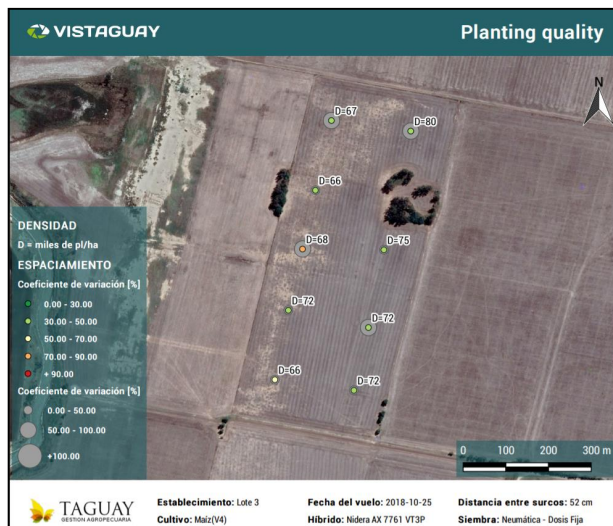 VISTAGUAY
Planting quality
N
D=67
D=80
D=66
D=68
D=75
D=72
D=72
D=66
D=72
DENSIDAD
D = miles de pl/ha
ESPACIAMIENTO
Coeficiente de variación [%]
0.00 - 30.00
30.00 - 50.00
50.00 - 70.00
70.00 - 90.00
+ 90.00
Coeficiente de variación [%]
0.00 - 50.00
50.00 - 100.00
+100.00
0 100 200 300 m
TAGUAY
GESTION AGROPECUARIA
Establecimiento: Lote 3
Cultivo: Maíz(V4)
Fecha del vuelo: 2018-10-25
Híbrido: Nidera AX 7761 VT3P
Distancia entre surcos: 52 cm
Siembra: Neumática - Dosis Fija